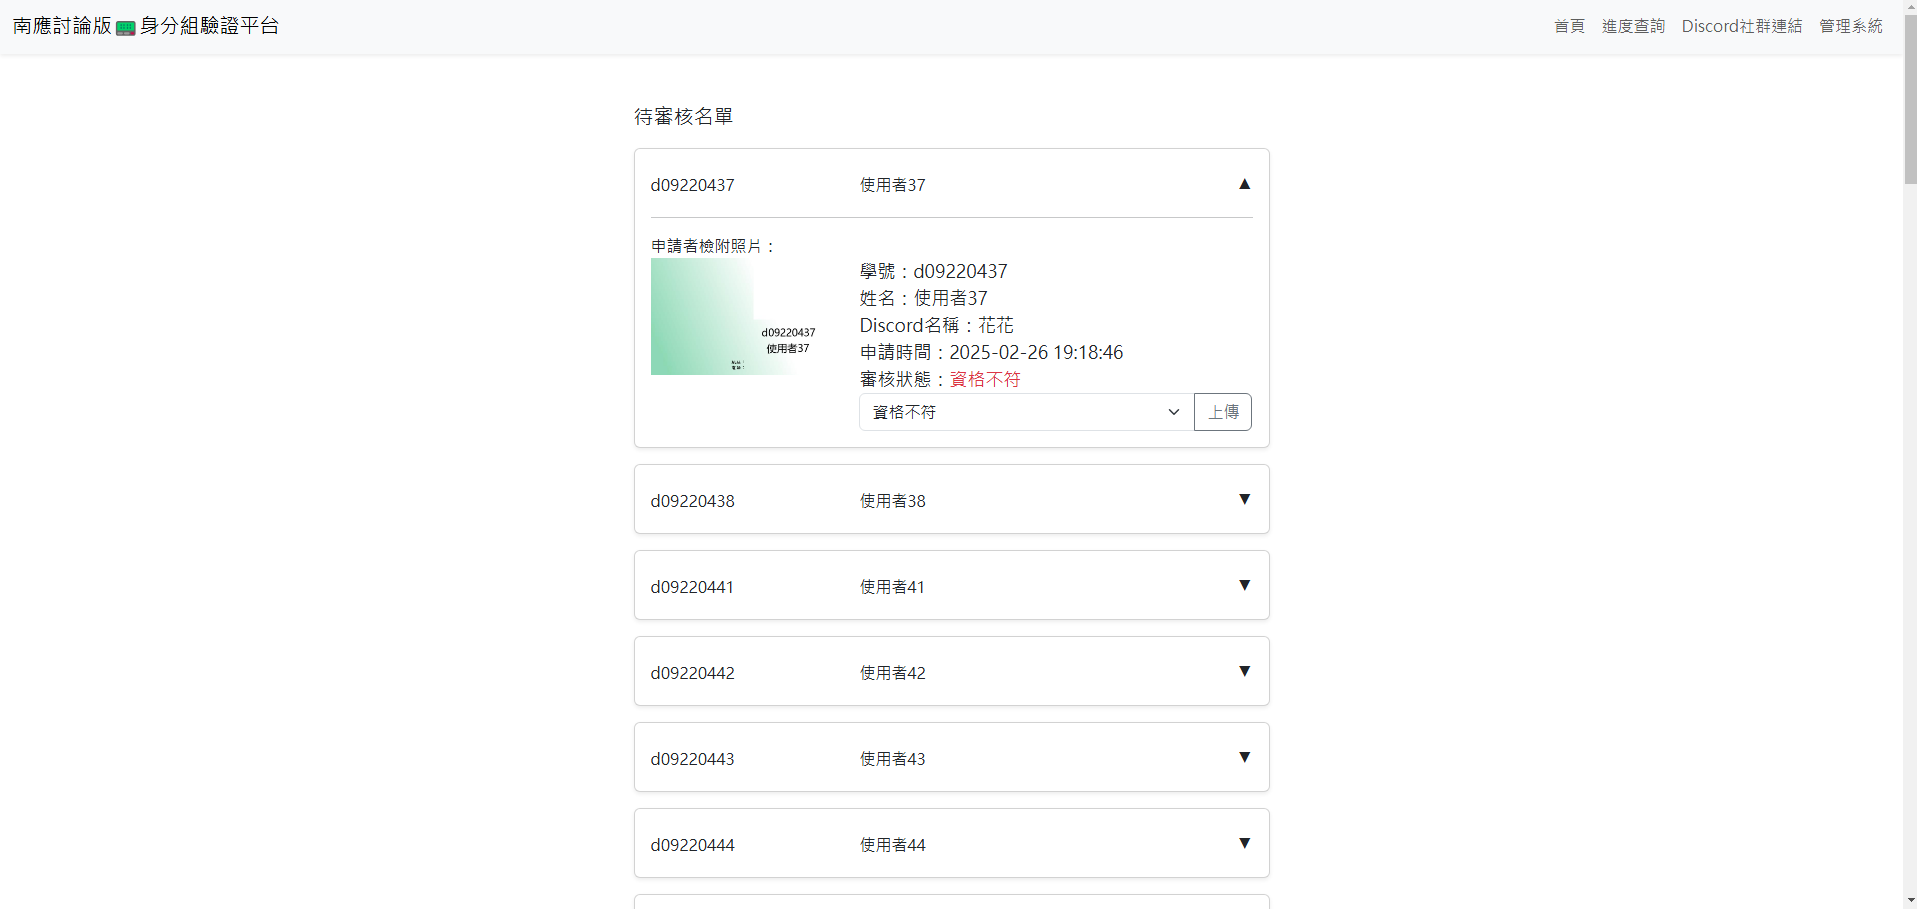 南應討論版 身分組驗證平台
首頁 進度查詢 Discord社群連結 管理系統
待審核名單
d09220437 使用者37 ▲
申請者檢附照片：
d09220437
使用者37
學號：d09220437
姓名：使用者37
Discord名稱：花花
申請時間：2025-02-26 19:18:46
審核狀態：資格不符
資格不符 上傳
d09220438 使用者38 ▼
d09220441 使用者41 ▼
d09220442 使用者42 ▼
d09220443 使用者43 ▼
d09220444 使用者44 ▼